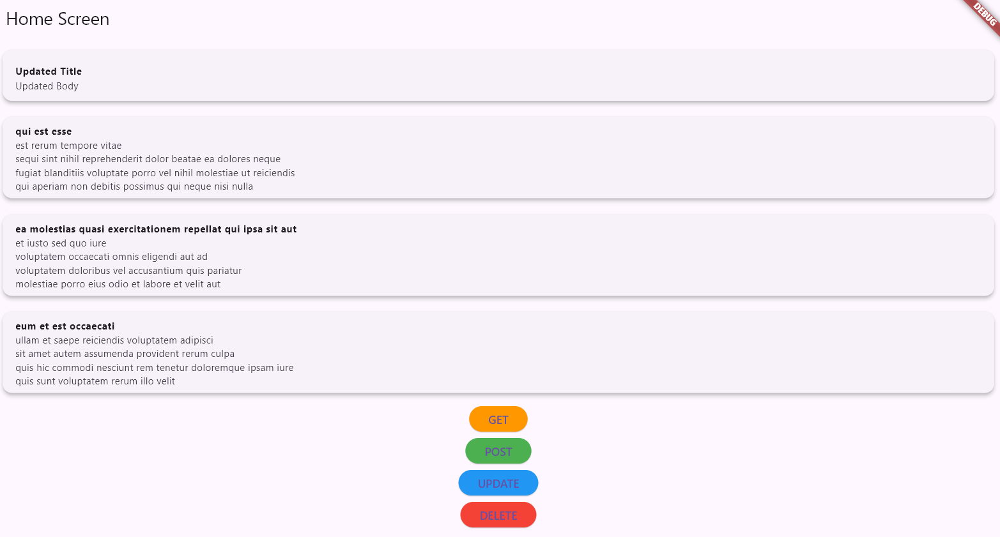 Home Screen
DEBUG
Updated Title
Updated Body
qui est esse
est rerum tempore vitae
sequi sint nihil reprehenderit dolor beatae ea dolores neque
fugiat blanditiis voluptate porro vel nihil molestiae ut reiciendis
qui aperiam non debitis possimus qui neque nisi nulla
ea molestias quasi exercitationem repellat qui ipsa sit aut
et iusto sed quo iure
voluptatem occaecati omnis eligendi aut ad
voluptatem doloribus vel accusantium quis pariatur
molestiae porro eius odio et labore et velit aut
eum et est occaecati
ullam et saepe reiciendis voluptatem adipisci
sit amet autem assumenda provident rerum culpa
quis hic commodi nesciunt rem tenetur doloremque ipsam iure
quis sunt voluptatem rerum illo velit
GET
POST
UPDATE
DELETE